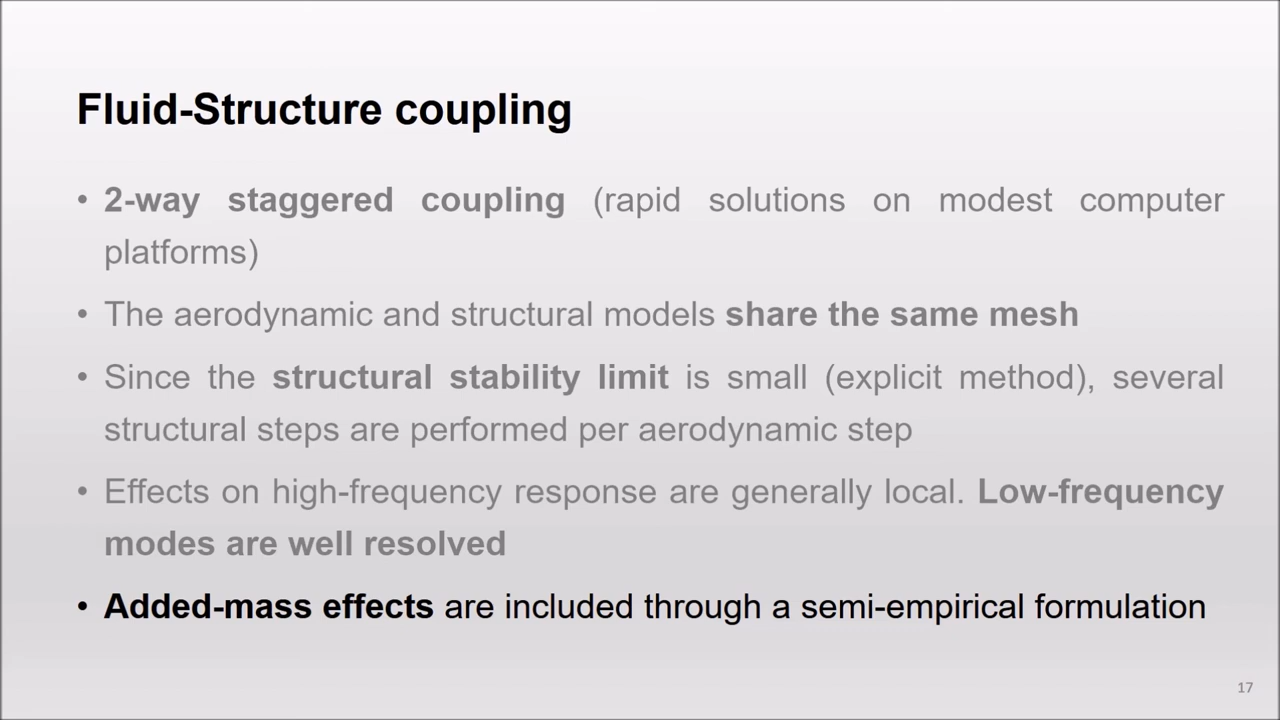 Fluid-Structure coupling
• 2-way staggered coupling (rapid solutions on modest computer
platforms)
• The aerodynamic and structural models share the same mesh
• Since the structural stability limit is small (explicit method), several
structural steps are performed per aerodynamic step
• Effects on high-frequency response are generally local. Low-frequency
modes are well resolved
• Added-mass effects are included through a semi-empirical formulation
17